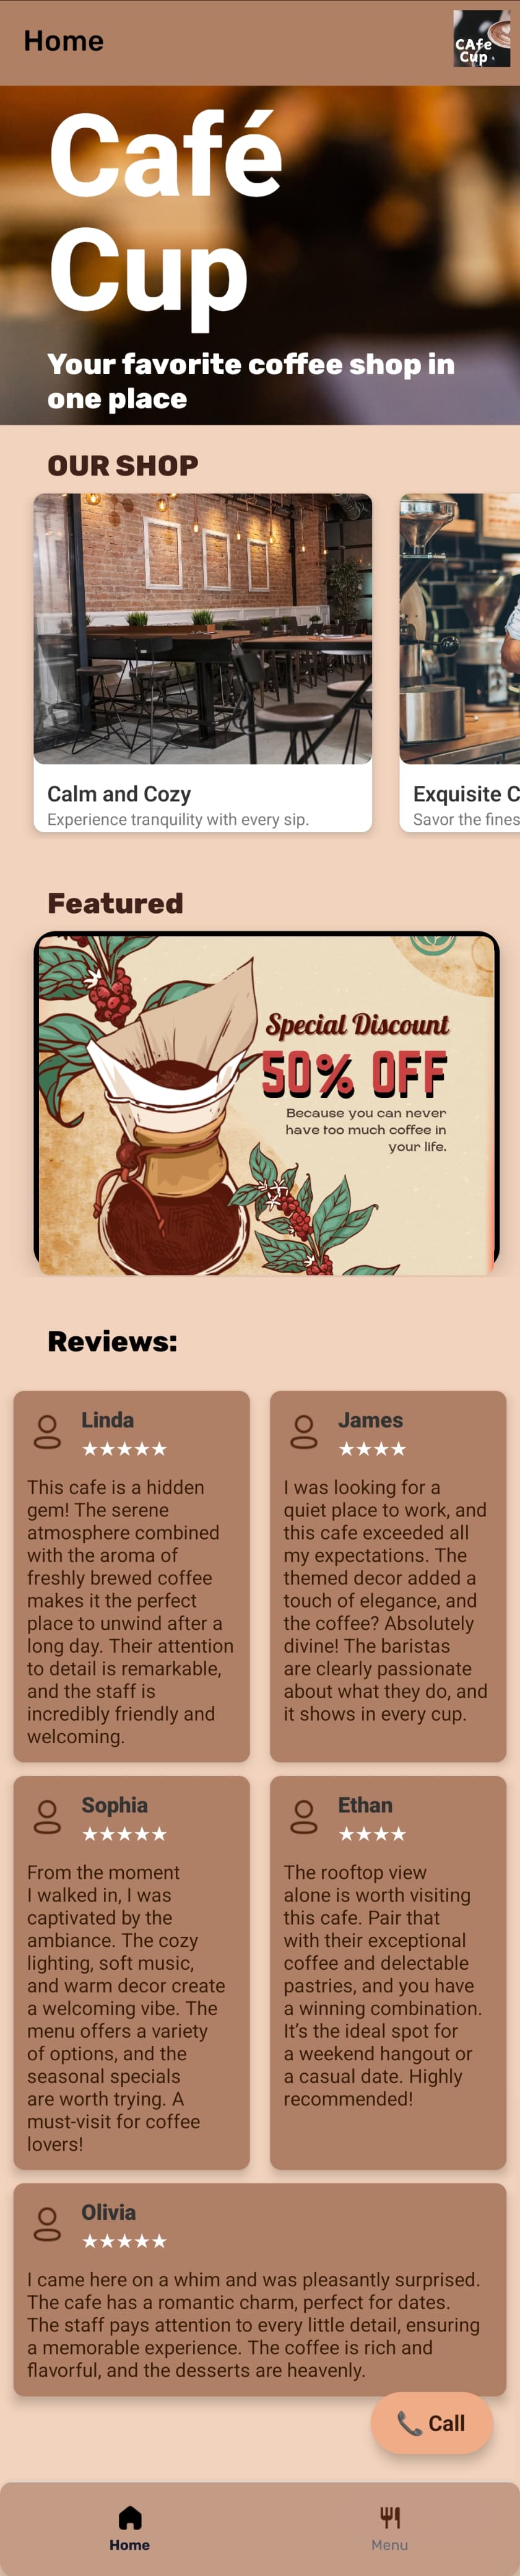 Home
CAfe
Cup
Café
Cup
Your favorite coffee shop in
one place
OUR SHOP
Calm and Cozy
Experience tranquility with every sip.
Exquisite C
Savor the fines
Featured
Special Discount
50% OFF
Because you can never
have too much coffee in
your life.
Reviews:
Linda
★★★★★
This cafe is a hidden
gem! The serene
atmosphere combined
with the aroma of
freshly brewed coffee
makes it the perfect
place to unwind after a
long day. Their attention
to detail is remarkable,
and the staff is
incredibly friendly and
welcoming.
James
★★★★
I was looking for a
quiet place to work, and
this cafe exceeded all
my expectations. The
themed decor added a
touch of elegance, and
the coffee? Absolutely
divine! The baristas
are clearly passionate
about what they do, and
it shows in every cup.
Sophia
★★★★★
From the moment
I walked in, I was
captivated by the
ambiance. The cozy
lighting, soft music,
and warm decor create
a welcoming vibe. The
menu offers a variety
of options, and the
seasonal specials
are worth trying. A
must-visit for coffee
lovers!
Ethan
★★★★
The rooftop view
alone is worth visiting
this cafe. Pair that
with their exceptional
coffee and delectable
pastries, and you have
a winning combination.
It’s the ideal spot for
a weekend hangout or
a casual date. Highly
recommended!
Olivia
★★★★★
I came here on a whim and was pleasantly surprised.
The cafe has a romantic charm, perfect for dates.
The staff pays attention to every little detail, ensuring
a memorable experience. The coffee is rich and
flavorful, and the desserts are heavenly.
📞 Call
Home
Menu